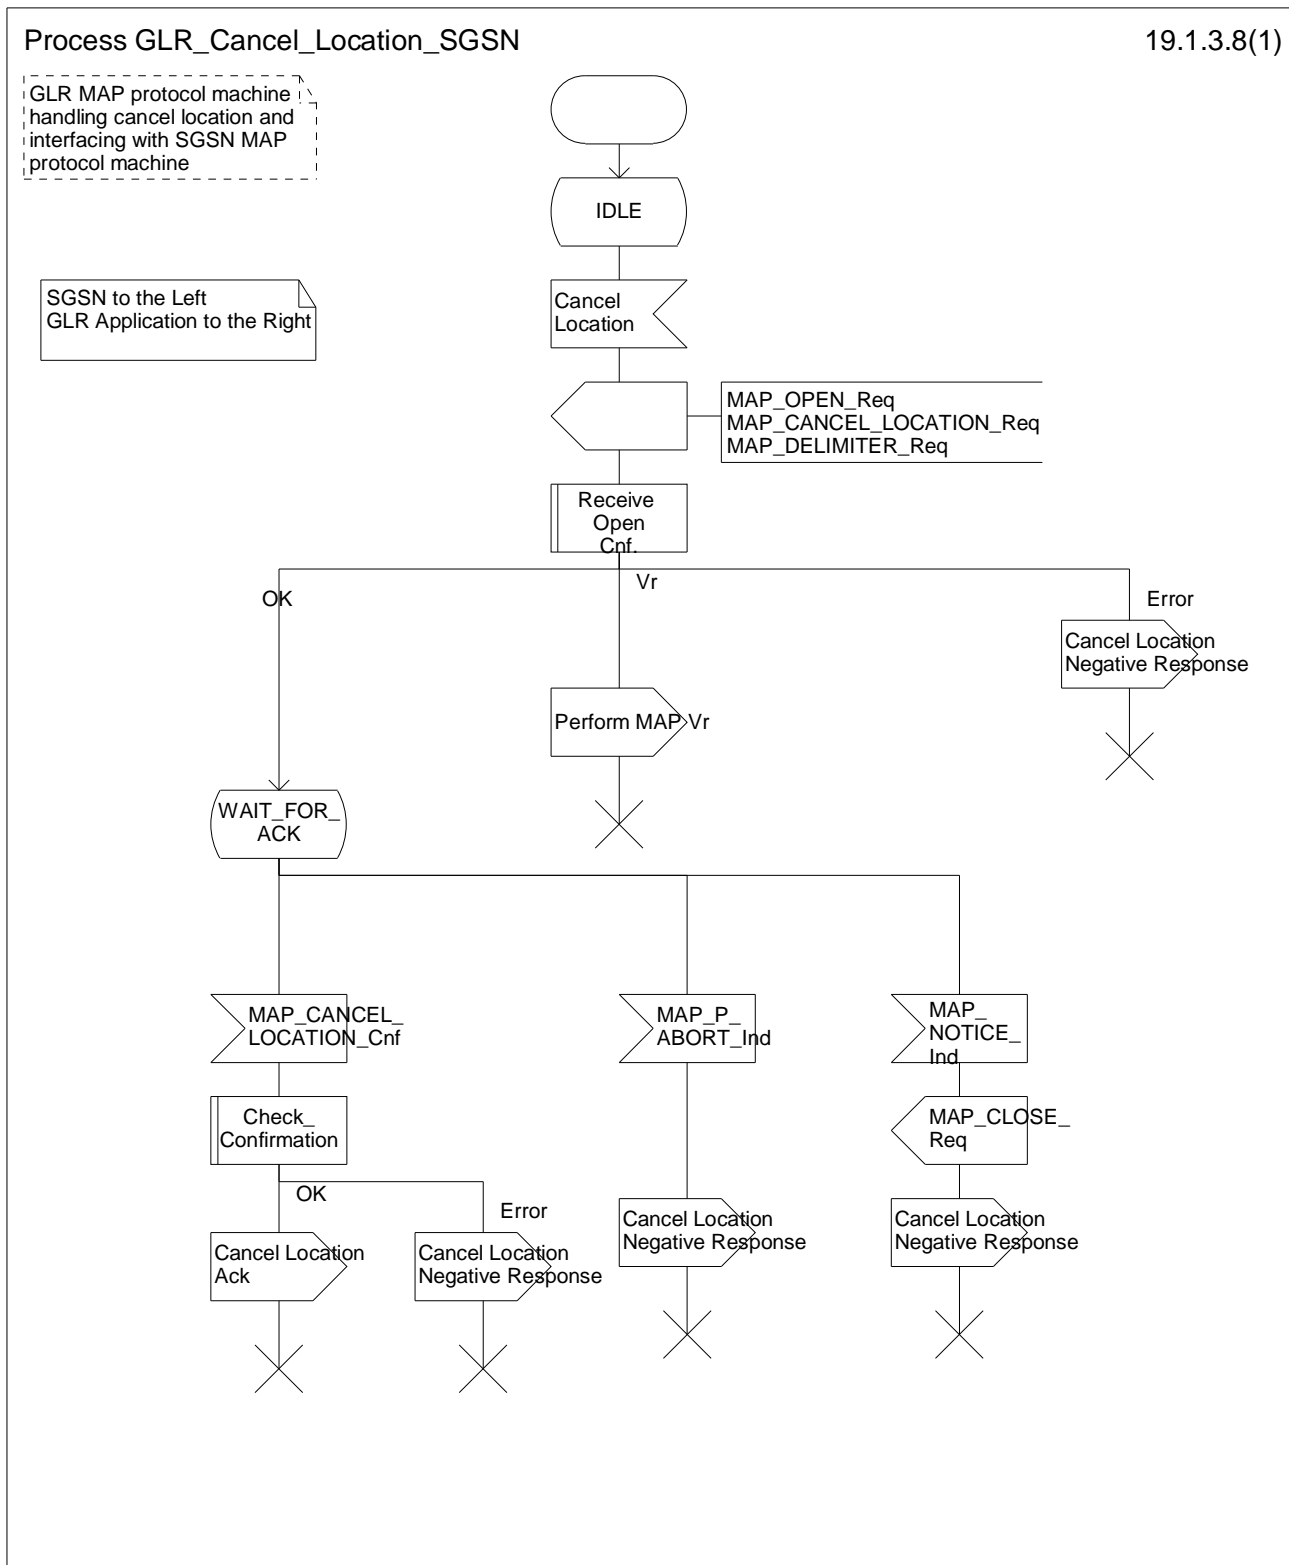 Process GLR_Cancel_Location_SGSN
19.1.3.8(1)
GLR MAP protocol machine
handling cancel location and
interfacing with SGSN MAP
protocol machine
IDLE
SGSN to the Left
GLR Application to the Right
Cancel
Location
MAP_OPEN_Req
MAP_CANCEL_LOCATION_Req
MAP_DELIMITER_Req
Receive
Open
Cnf.
OK
Vr
Error
Cancel Location
Negative Response
Perform MAP Vr
WAIT_FOR_
ACK
MAP_CANCEL_
LOCATION_Cnf
MAP_P_
ABORT_Ind
MAP_
NOTICE_
Ind
Check_
Confirmation
MAP_CLOSE_
Req
OK
Error
Cancel Location
Ack
Cancel Location
Negative Response
Cancel Location
Negative Response
Cancel Location
Negative Response